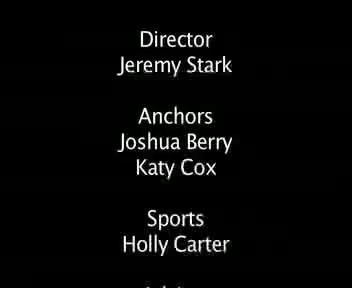 Director
Jeremy Stark
Anchors
Joshua Berry
Katy Cox
Sports
Holly Carter